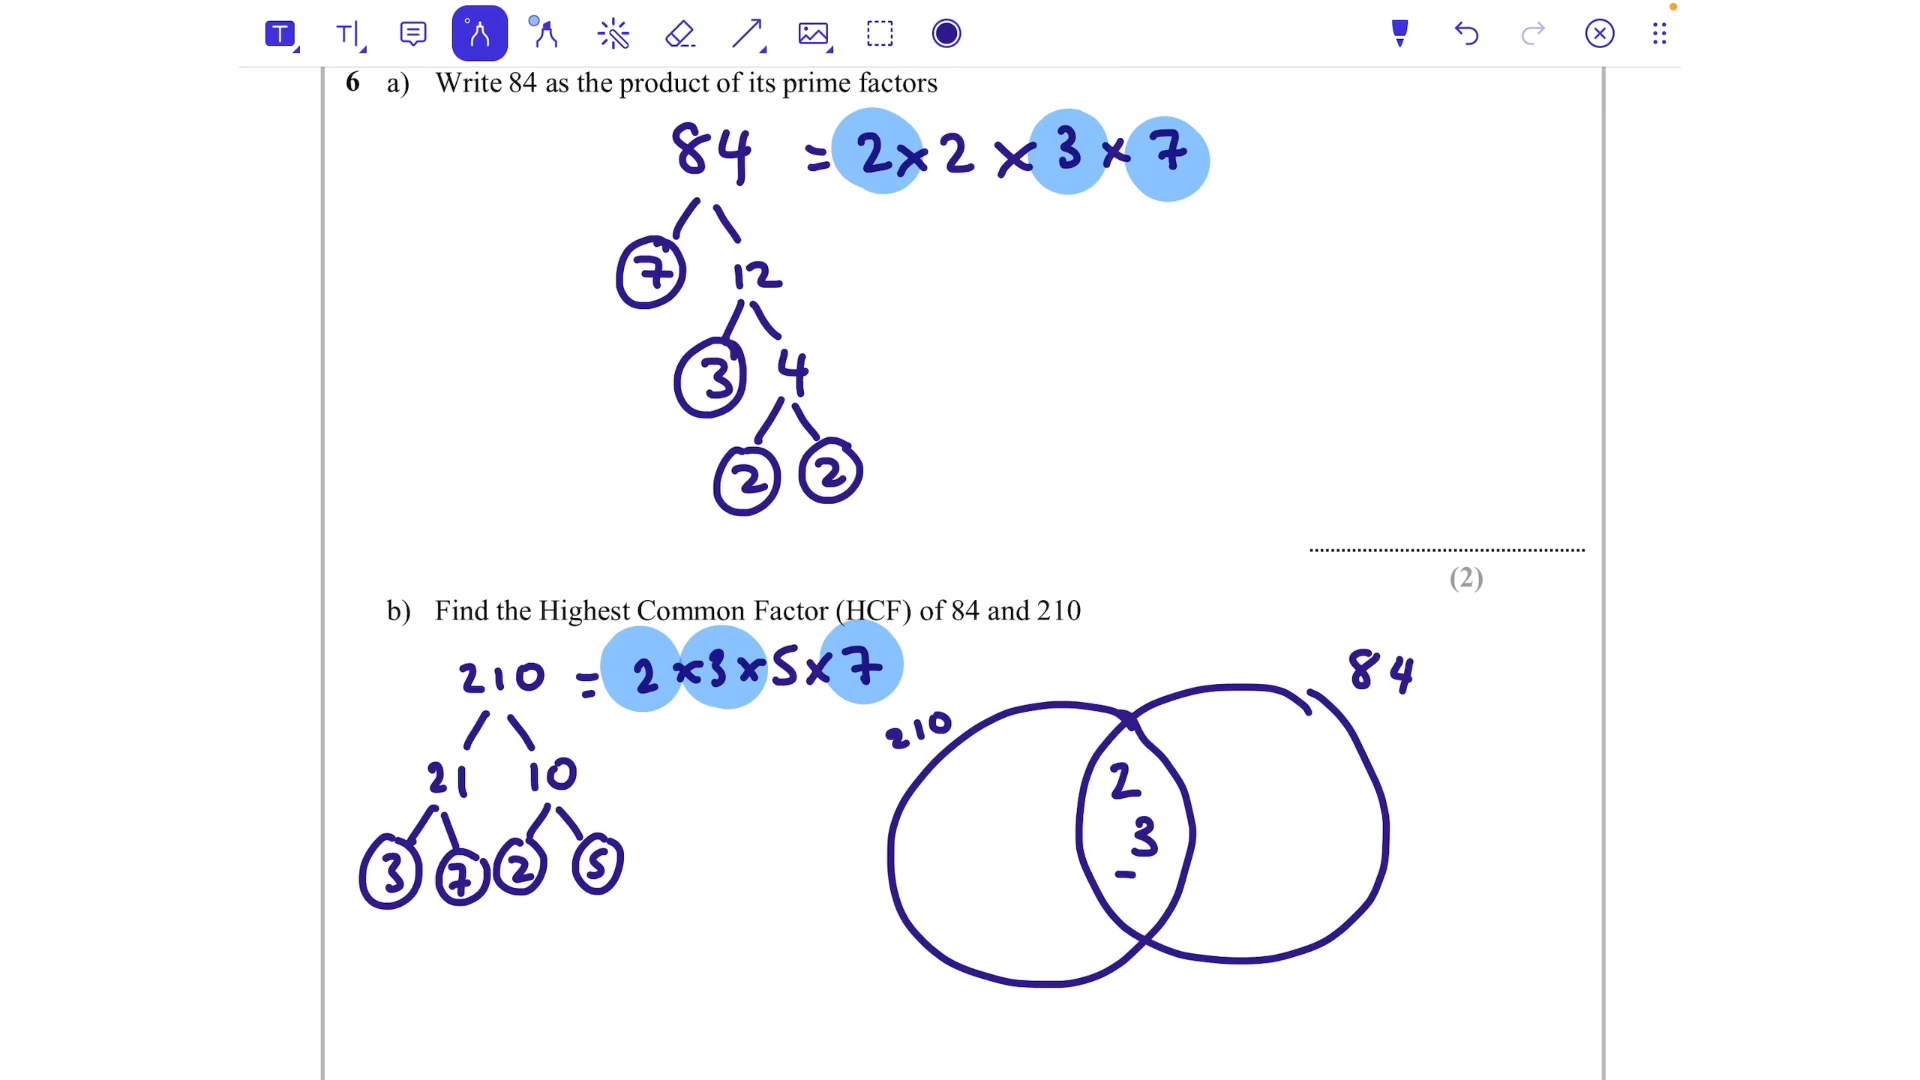 6 a) Write 84 as the product of its prime factors
84 = 2 x 2 x 3 x 7
7 12
3 4
2 2
(2)
b) Find the Highest Common Factor (HCF) of 84 and 210
210 = 2 x 3 x 5 x 7
84
210
21 10
2
3
3 7 2 5